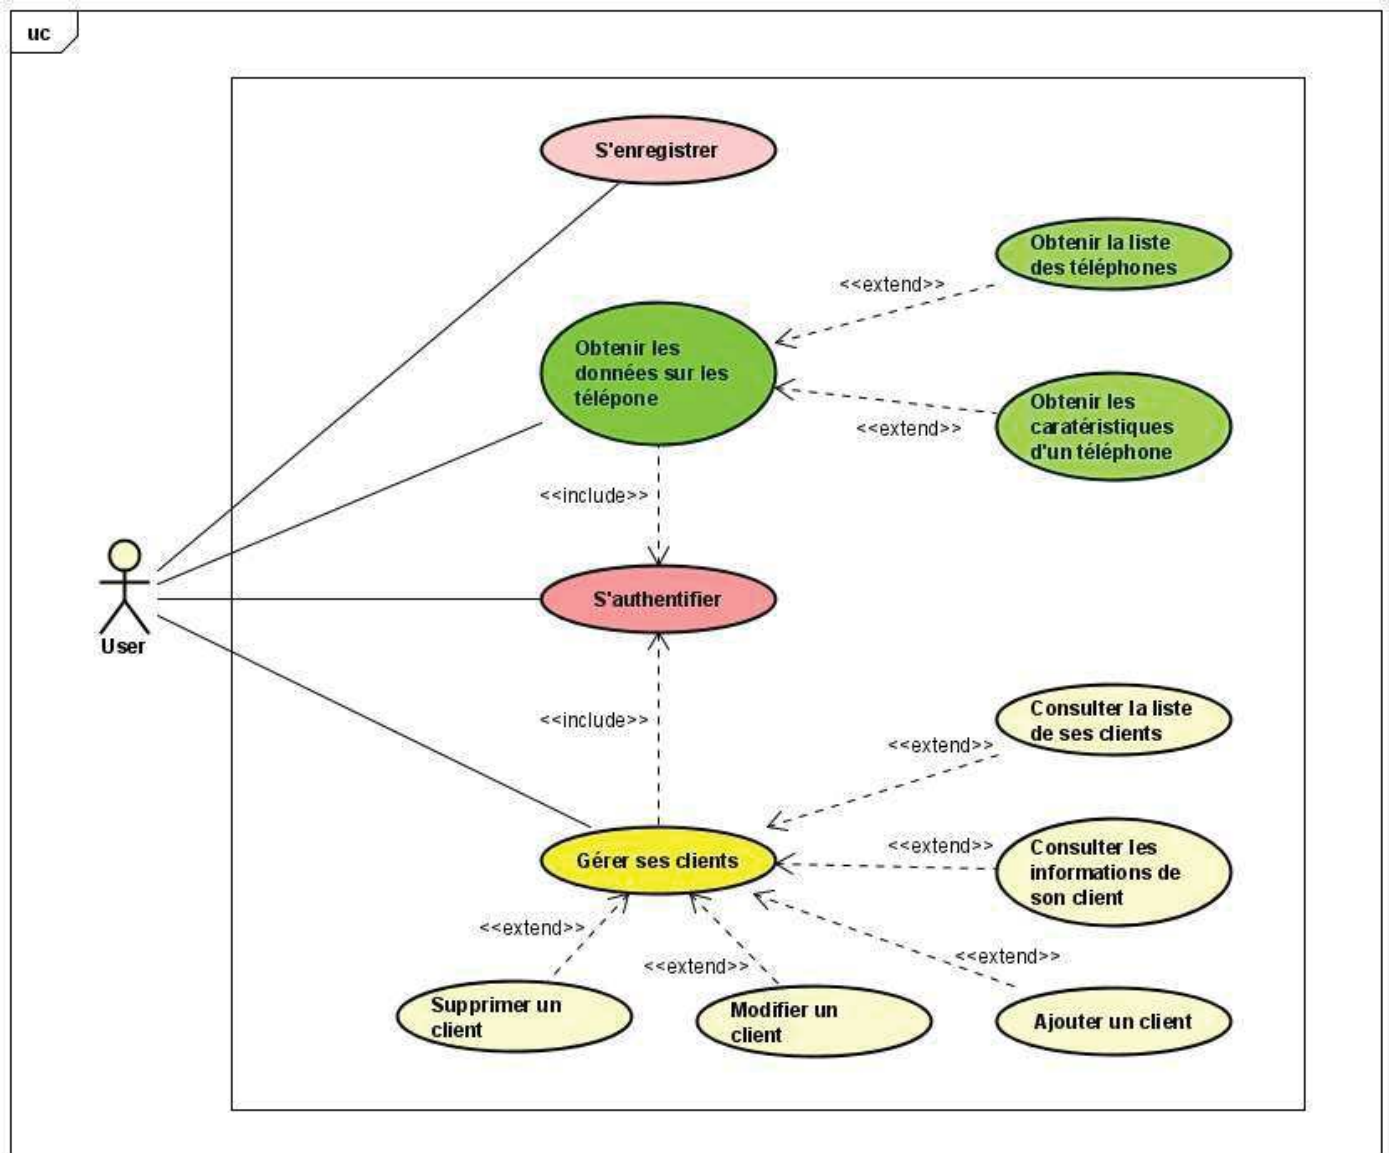 uc
S'enregistrer
Obtenir la liste
des téléphones
<<extend>>
Obtenir les
données sur les
télépone
Obtenir les
caratéristiques
d'un téléphone
<<extend>>
<<include>>
S'authentifier
User
<<include>>
Consulter la liste
de ses clients
<<extend>>
Gérer ses clients
<<extend>>
Consulter les
informations de
son client
<<extend>>
<<extend>>
<<extend>>
Supprimer un
client
Modifier un
client
Ajouter un client